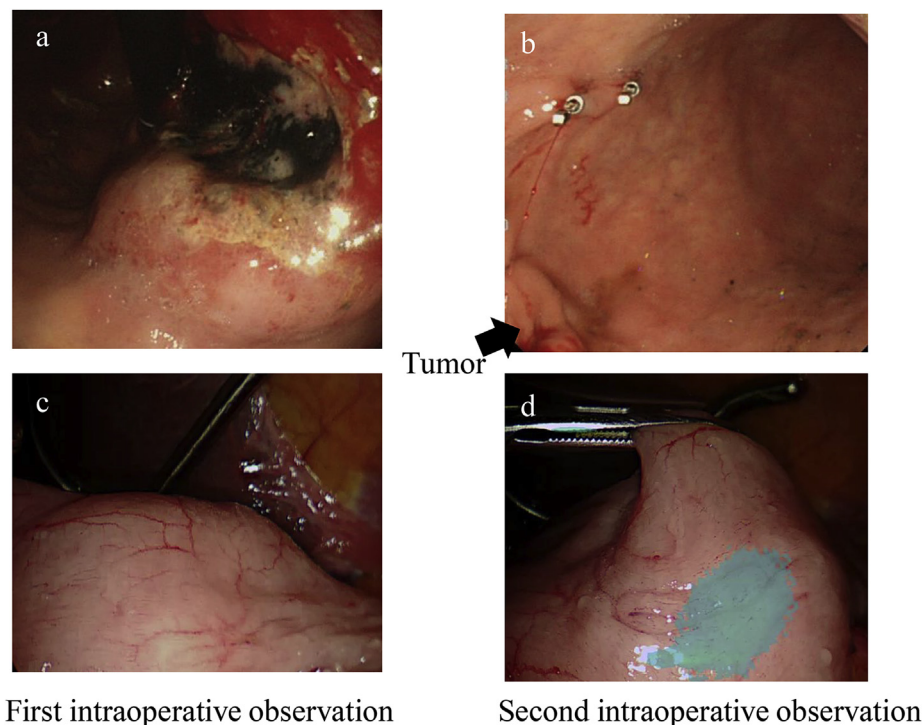 a
b
Tumor
c
d
First intraoperative observation
Second intraoperative observation